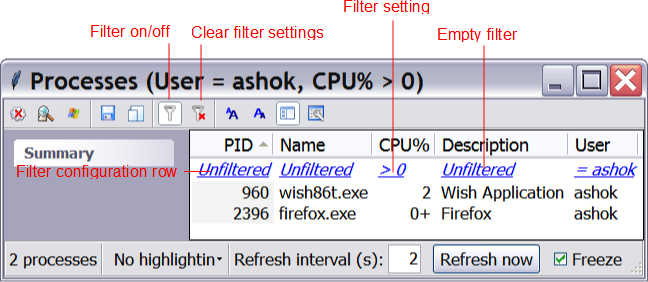 Filter setting
Filter on/off Clear filter settings Empty filter
Processes (User = ashok, CPU% > 0)
Summary
Filter configuration row
PID Name CPU% Description User
Unfiltered Unfiltered > 0 Unfiltered = ashok
960 wish86t.exe 2 Wish Application ashok
2396 firefox.exe 0+ Firefox ashok
2 processes No highlightin Refresh interval (s): 2 Refresh now Freeze